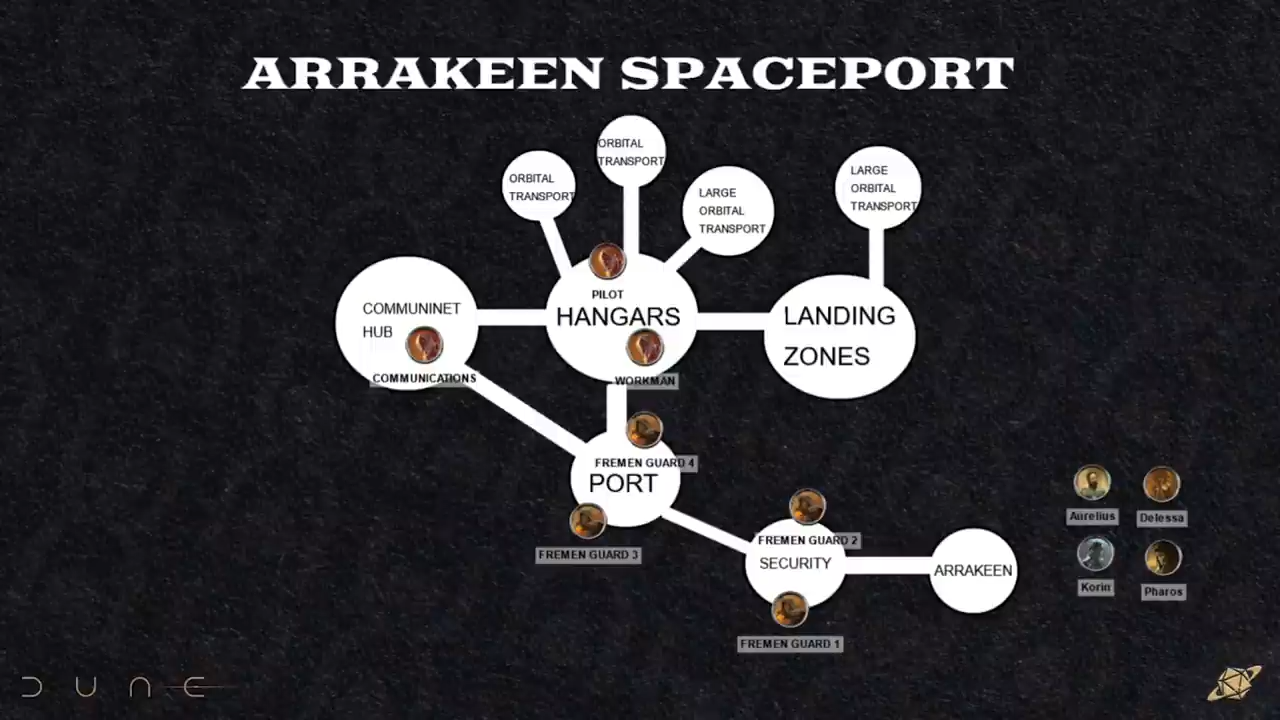 ARRAKEEN SPACEPORT
ORBITAL
TRANSPORT
ORBITAL
TRANSPORT
LARGE
ORBITAL
TRANSPORT
LARGE
ORBITAL
TRANSPORT
COMMUNINET
HUB
COMMUNICATIONS
PILOT
HANGARS
WORKMAN
LANDING
ZONES
FREMEN GUARD 4
PORT
FREMEN GUARD 3
FREMEN GUARD 2
SECURITY
FREMEN GUARD 1
ARRAKEEN
Aurelius
Delessa
Korin
Pharos
DUNE